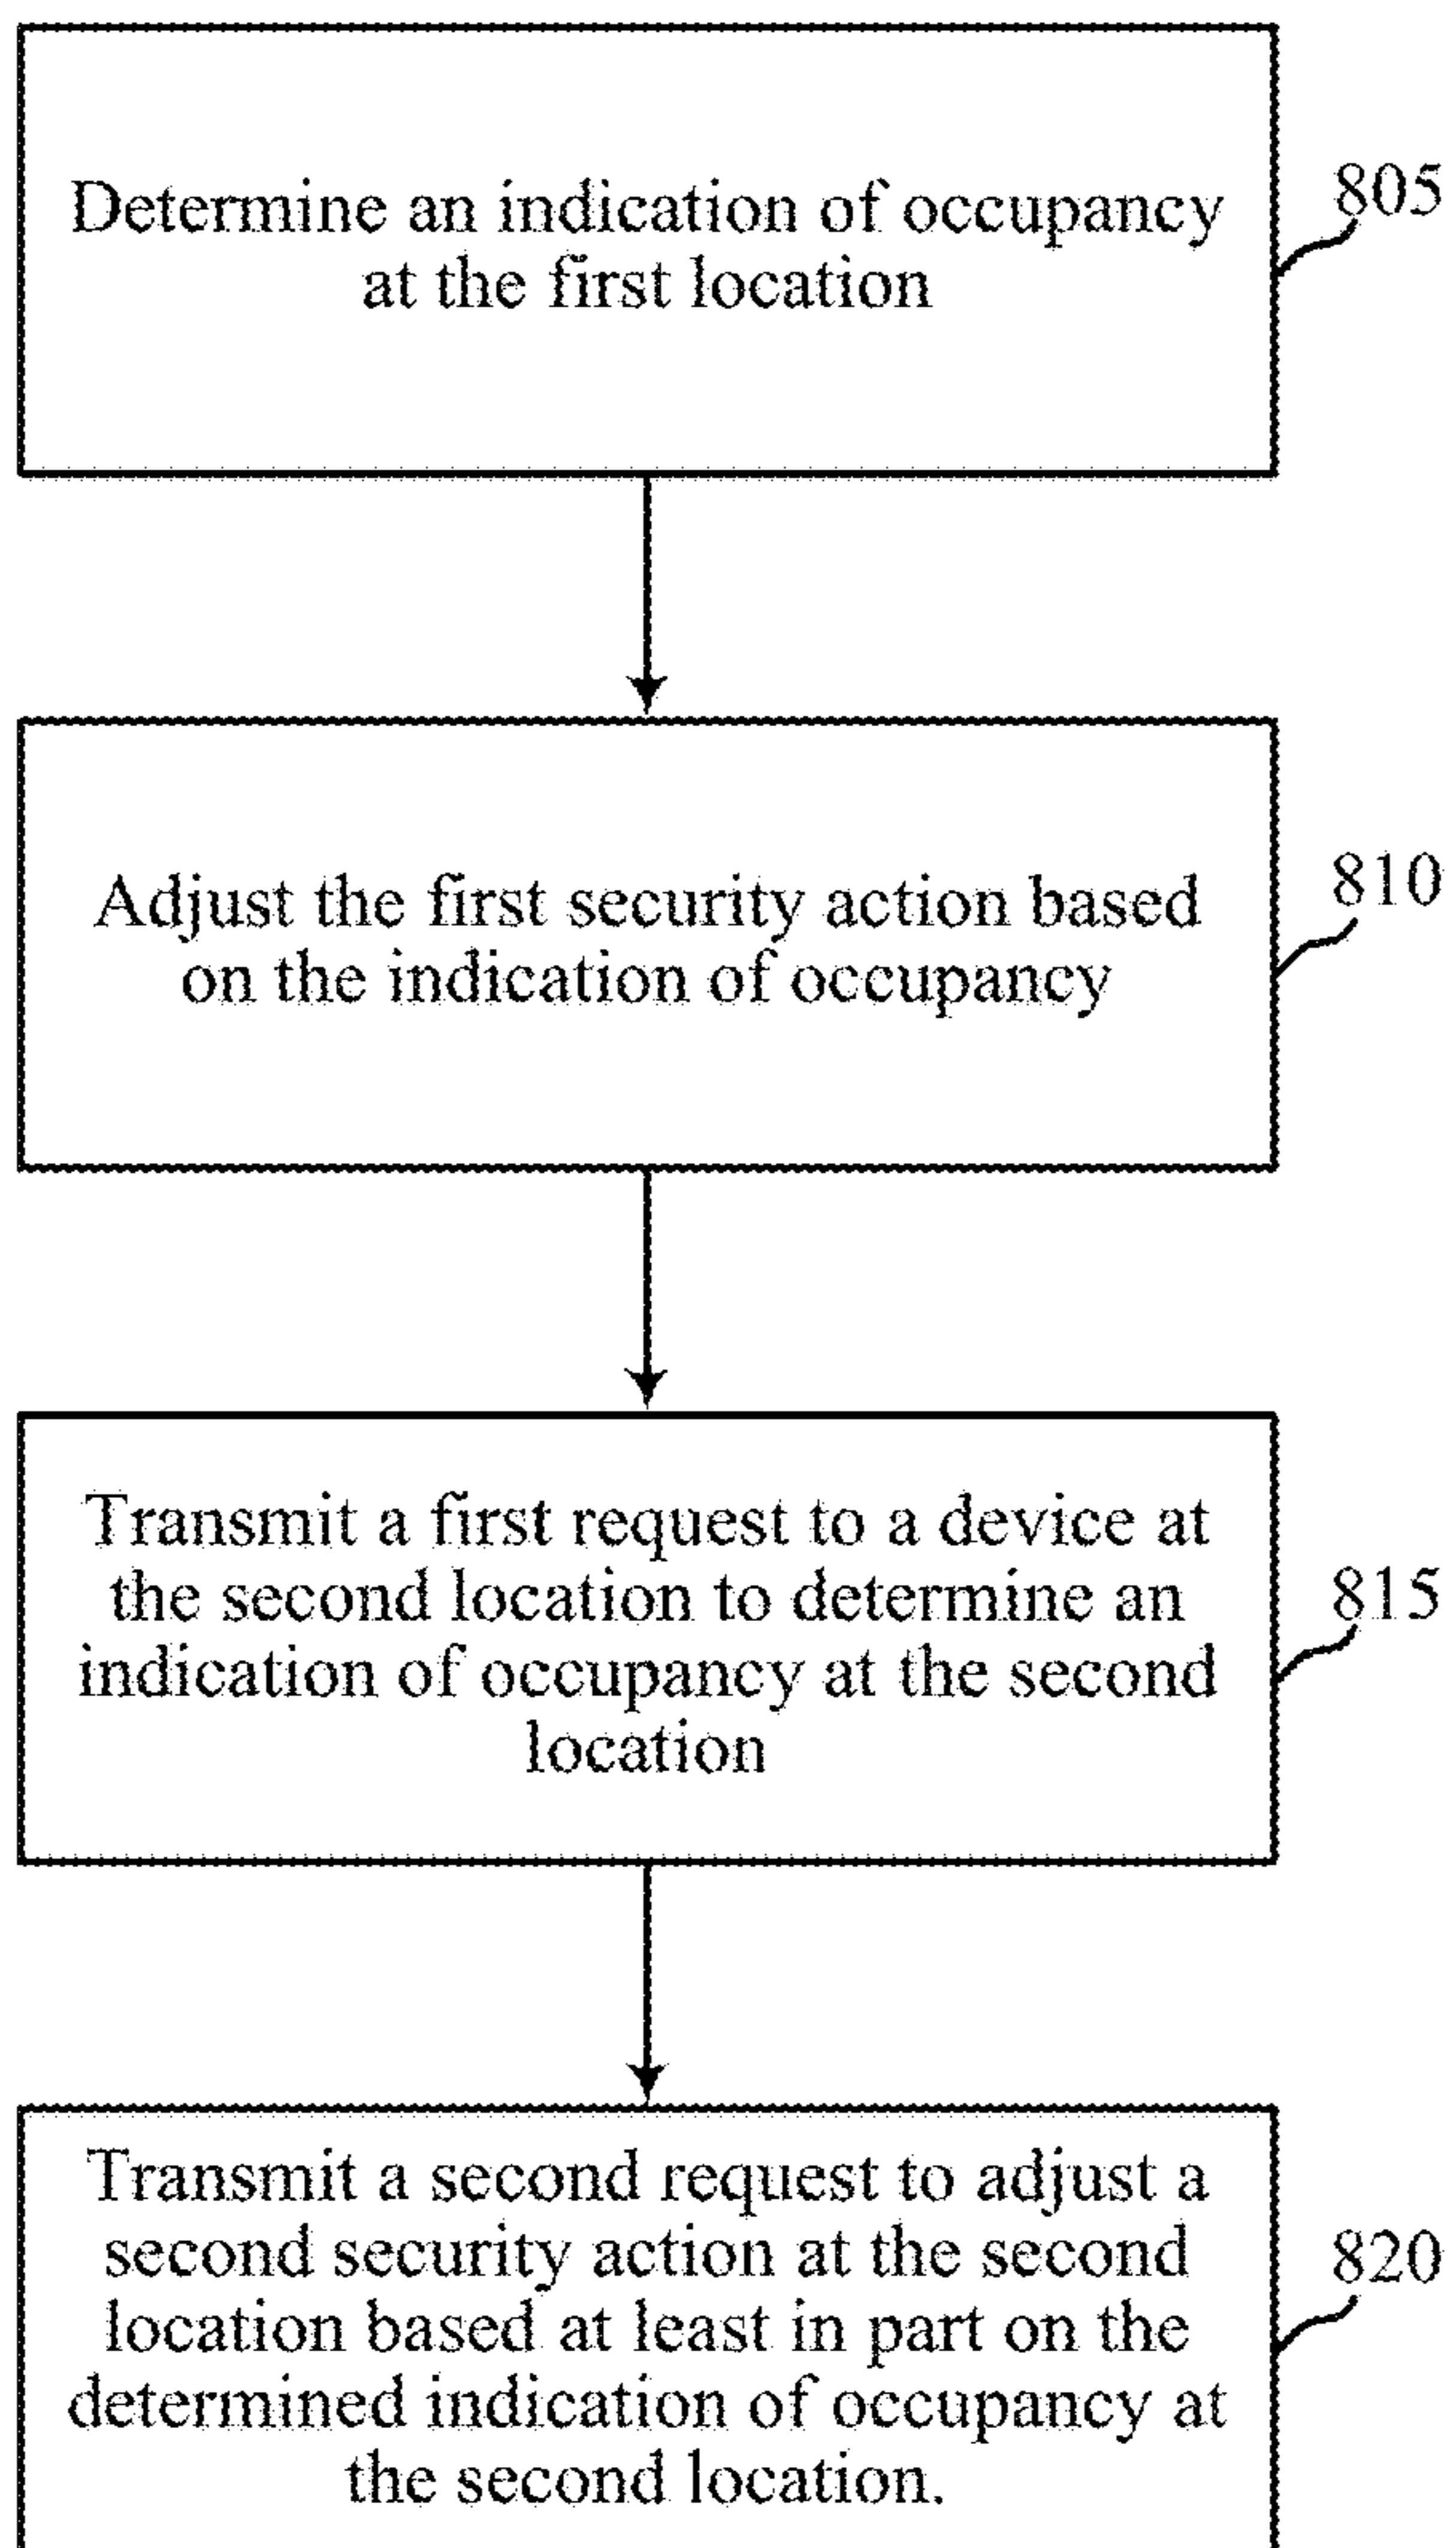 Determine an indication of occupancy
at the first location
805
Adjust the first security action based
on the indication of occupancy
810
Transmit a first request to a device at
the second location to determine an
indication of occupancy at the second
location
815
Transmit a second request to adjust a
second security action at the second
location based at least in part on the
determined indication of occupancy at
the second location.
820